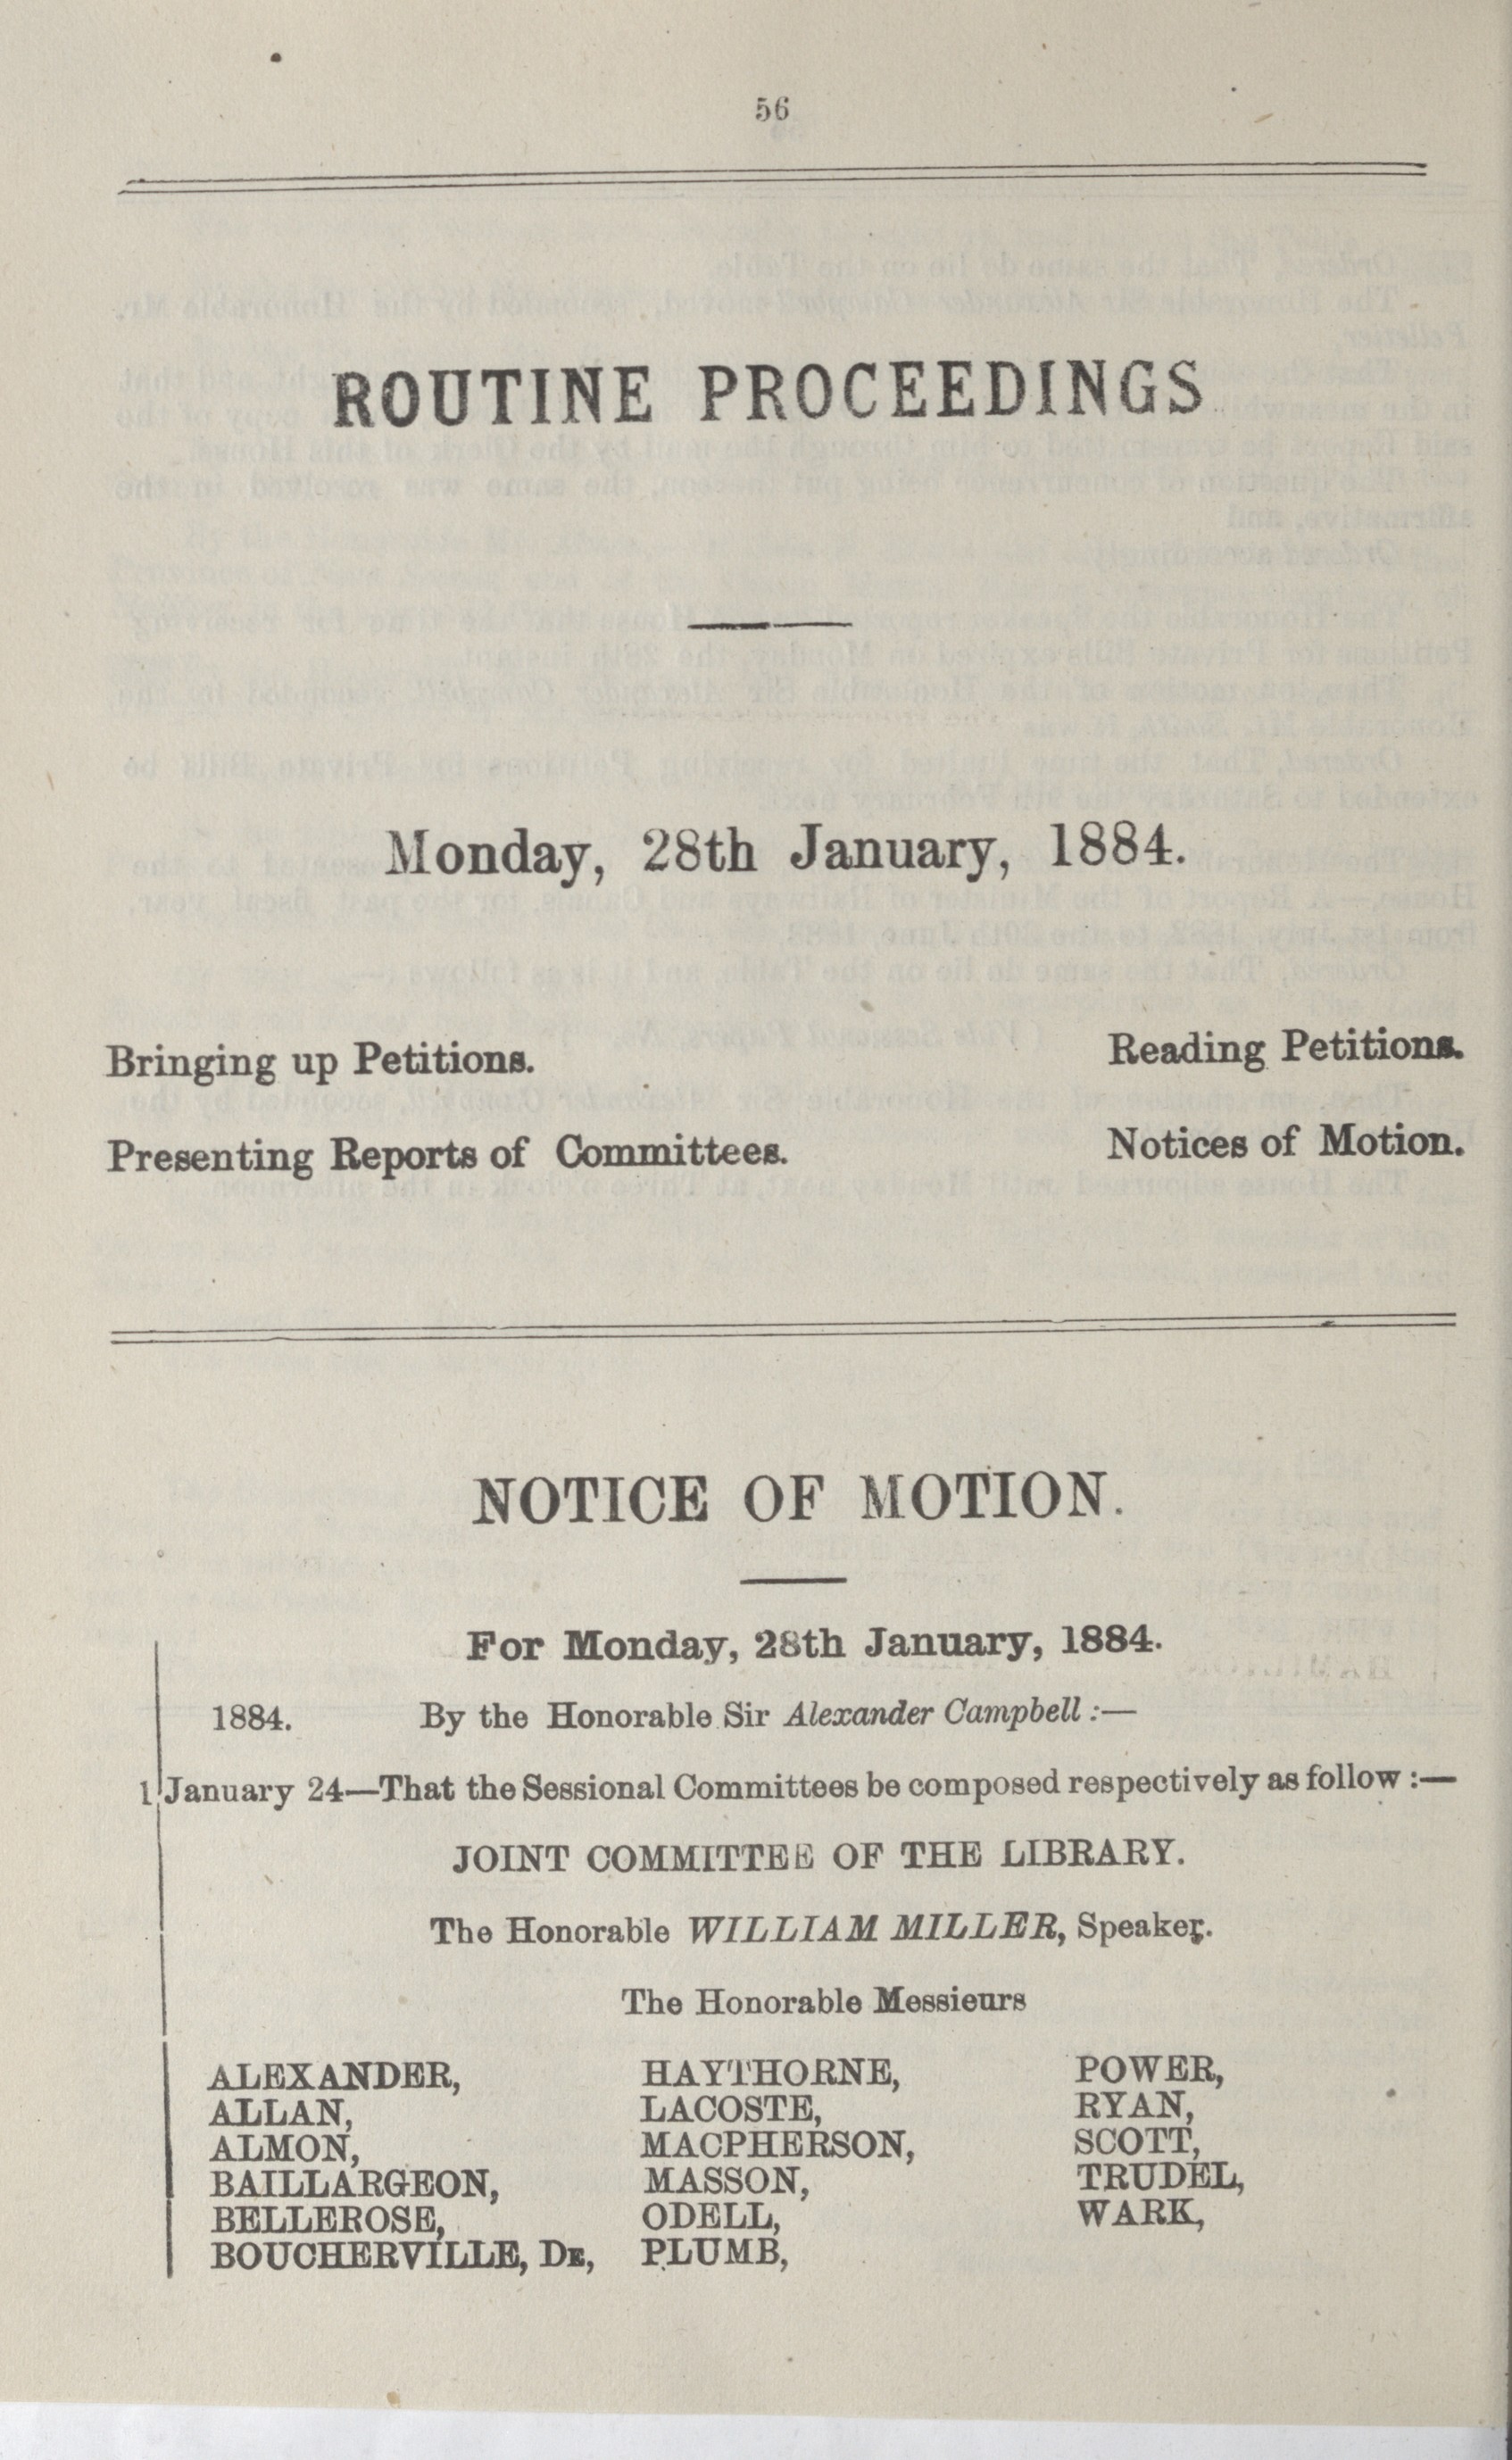 56
ROUTINE PROCEEDINGS
Monday, 28th January, 1884.
Bringing up Petitions. Reading Petitions.
Presenting Reports of Committees. Notices of Motion.
NOTICE OF MOTION.
For Monday, 28th January, 1884.
1884. By the Honorable Sir Alexander Campbell :—
1 January 24—That the Sessional Committees be composed respectively as follow :—
JOINT COMMITTEE OF THE LIBRARY.
The Honorable WILLIAM MILLER, Speaker.
The Honorable Messieurs
ALEXANDER, HAYTHORNE, POWER,
ALLAN, LACOSTE, RYAN,
ALMON, MACPHERSON, SCOTT,
BAILLARGEON, MASSON, TRUDEL,
BELLEROSE, ODELL, WARK,
BOUCHERVILLE, DE, PLUMB,